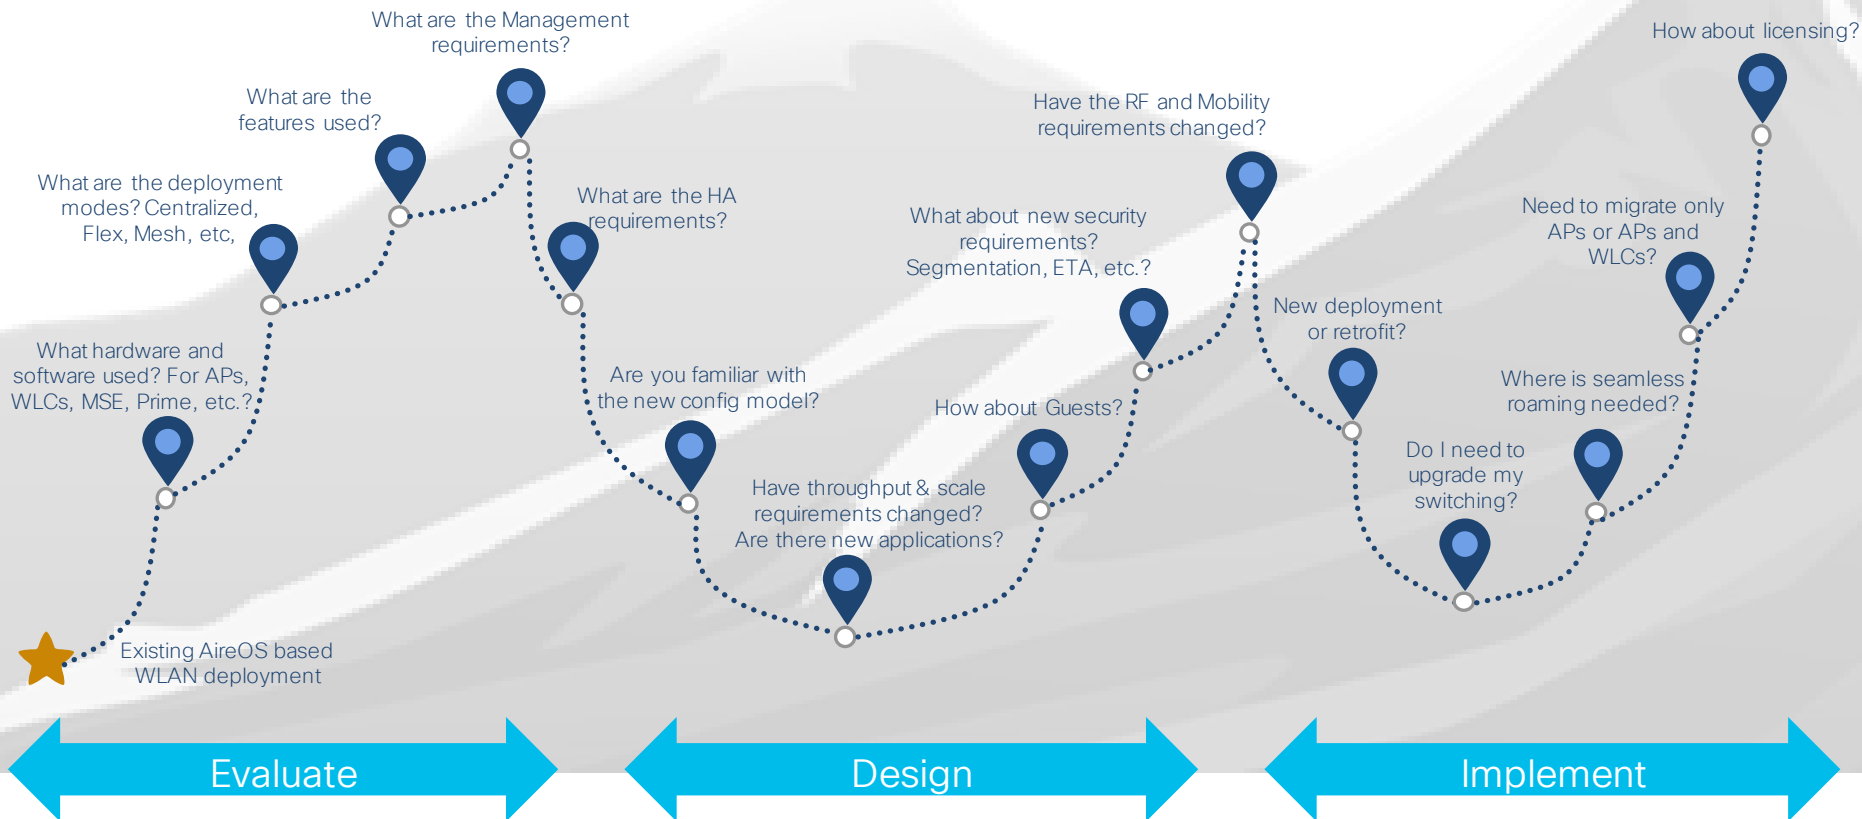 Existing AireOS based
WLAN deployment
What hardware and
software used? For APs,
WLCs, MSE, Prime, etc.?
What are the deployment
modes? Centralized,
Flex, Mesh, etc,
What are the
features used?
What are the Management
requirements?
What are the HA
requirements?
Are you familiar with
the new config model?
Have throughput & scale
requirements changed?
Are there new applications?
How about Guests?
What about new security
requirements?
Segmentation, ETA, etc.?
Have the RF and Mobility
requirements changed?
New deployment
or retrofit?
Do I need to
upgrade my
switching?
Where is seamless
roaming needed?
Need to migrate only
APs or APs and
WLCs?
How about licensing?
Evaluate
Design
Implement